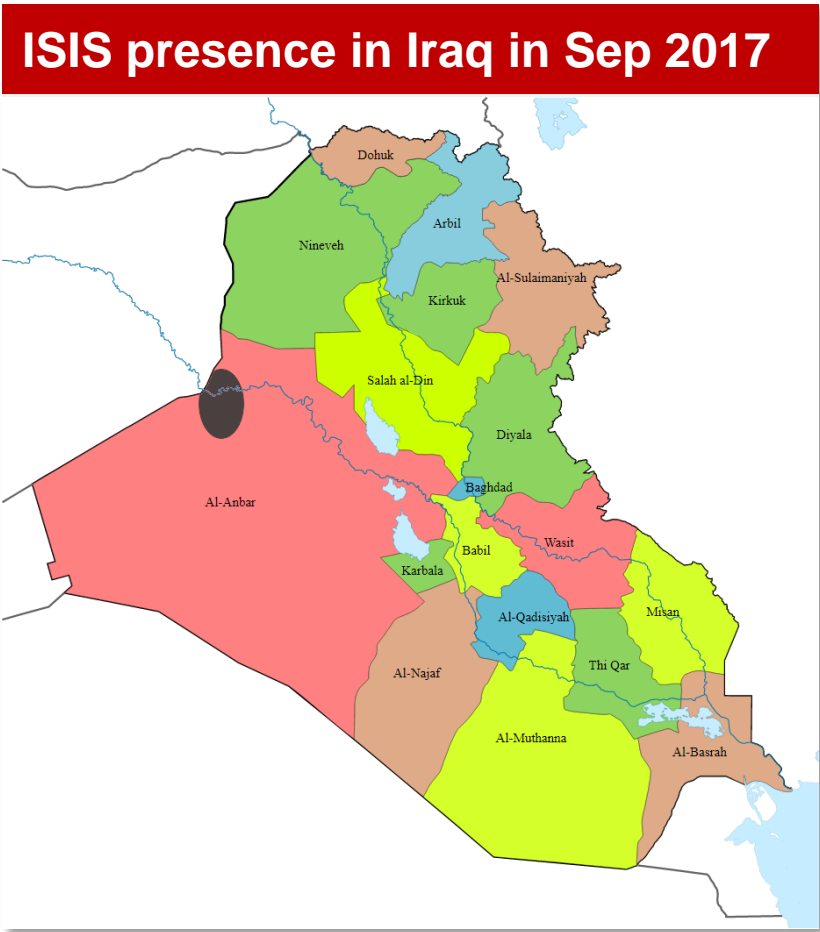 ISIS presence in Iraq in Sep 2017
Dohuk
Arbil
Nineveh
Al-Sulaimaniyah
Kirkuk
Salah al-Din
Diyala
Baghdad
Al-Anbar
Wasit
Babil
Karbala
Misan
Al-Qadisiyah
Thi Qar
Al-Najaf
Al-Muthanna
Al-Basrah